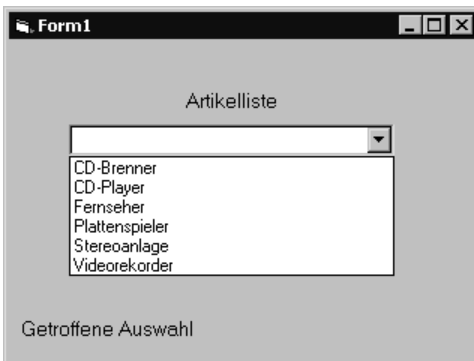 Form1
Artikelliste
CD-Brenner
CD-Player
Fernseher
Plattenspieler
Stereoanlage
Videorekorder
Getroffene Auswahl